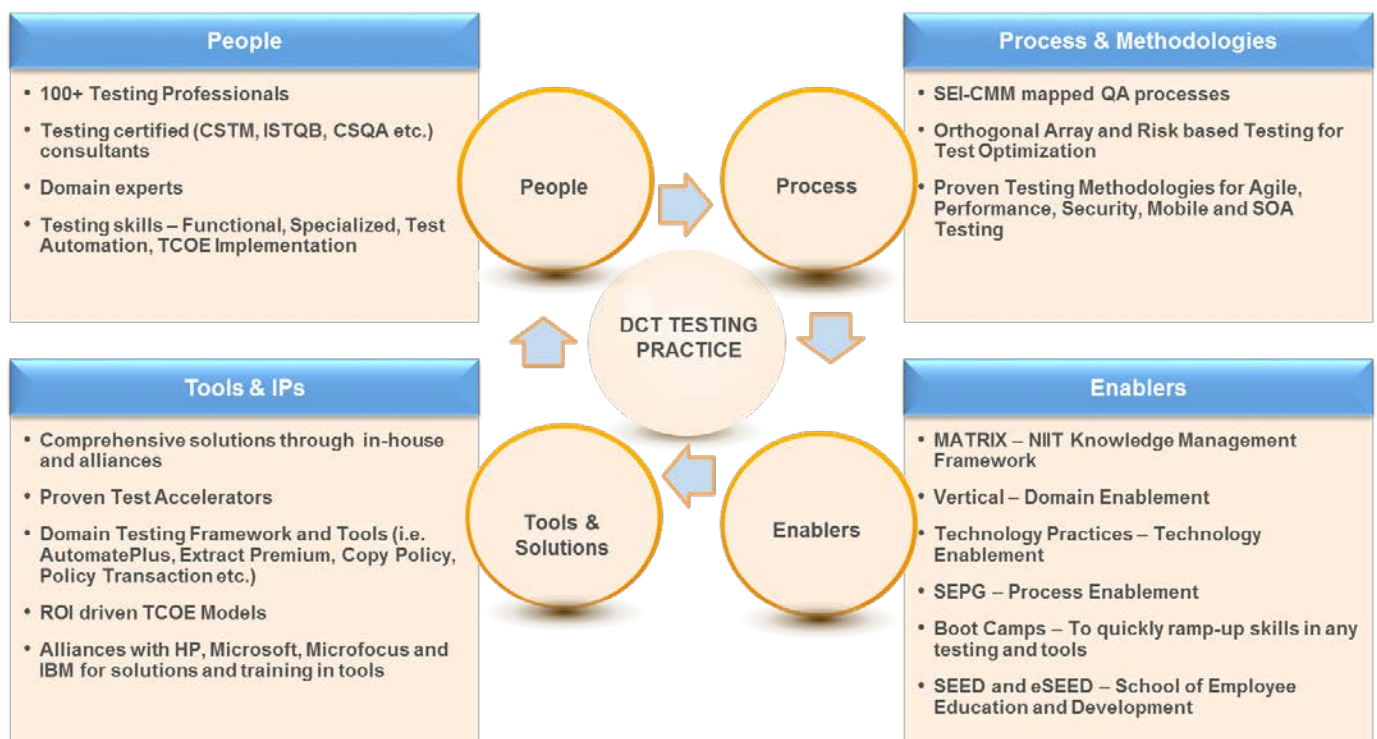 People
• 100+ Testing Professionals
• Testing certified (CSTM, ISTQB, CSQA etc.)
consultants
• Domain experts
• Testing skills – Functional, Specialized, Test
Automation, TCOE Implementation
Process & Methodologies
• SEI-CMM mapped QA processes
• Orthogonal Array and Risk based Testing for
Test Optimization
• Proven Testing Methodologies for Agile,
Performance, Security, Mobile and SOA
Testing
People
Process
DCT TESTING
PRACTICE
Tools &
Solutions
Enablers
Tools & IPs
• Comprehensive solutions through in-house
and alliances
• Proven Test Accelerators
• Domain Testing Framework and Tools (i.e.
AutomatePlus, Extract Premium, Copy Policy,
Policy Transaction etc.)
• ROI driven TCOE Models
• Alliances with HP, Microsoft, Microfocus and
IBM for solutions and training in tools
Enablers
• MATRIX – NIIT Knowledge Management
Framework
• Vertical – Domain Enablement
• Technology Practices – Technology
Enablement
• SEPG – Process Enablement
• Boot Camps – To quickly ramp-up skills in any
testing and tools
• SEED and eSEED – School of Employee
Education and Development